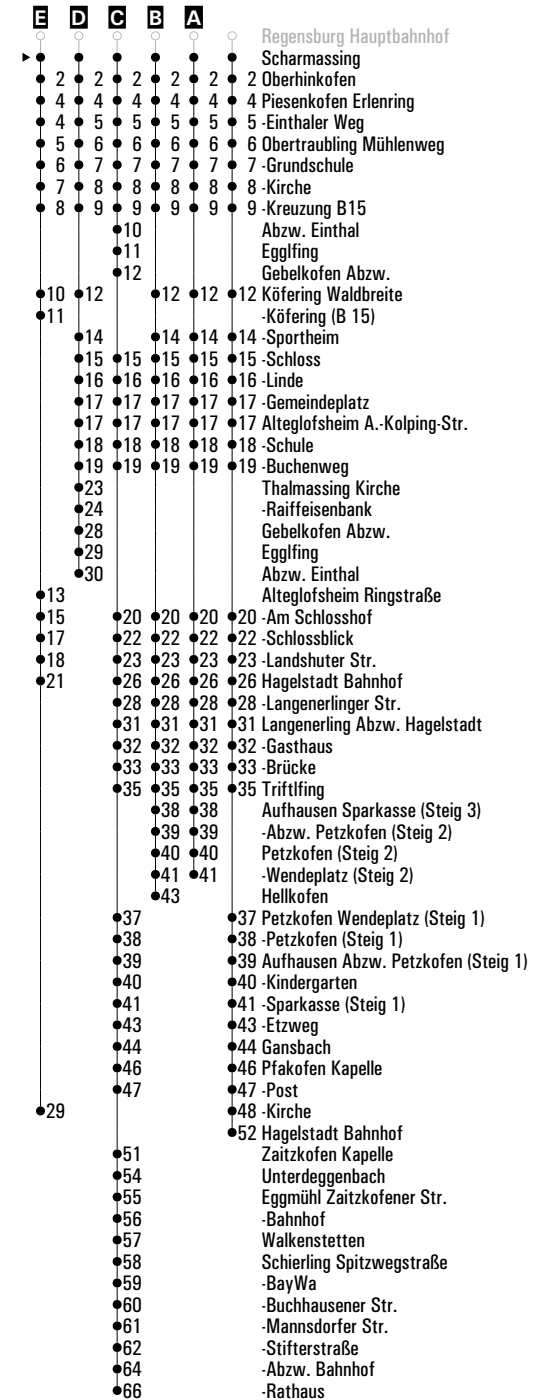 E D C B A
Regensburg Hauptbahnhof
Scharmassing
2 2 2 2 2 2 Oberhinkofen
4 4 4 4 4 4 Piesenkofen Erlenring
4 5 5 5 5 5 -Einthaler Weg
5 6 6 6 6 6 Obertraubling Mühlenweg
6 7 7 7 7 7 -Grundschule
7 8 8 8 8 8 -Kirche
8 9 9 9 9 9 -Kreuzung B15
10 Abzw. Einthal
11 Egglfing
12 Gebelkofen Abzw.
10 12 12 12 12 Köfering Waldbreite
11 -Köfering (B 15)
14 14 14 14 -Sportheim
15 15 15 15 15 -Schloss
16 16 16 16 16 -Linde
17 17 17 17 17 -Gemeindeplatz
17 17 17 17 17 Alteglofsheim A.-Kolping-Str.
18 18 18 18 18 -Schule
19 19 19 19 19 -Buchenweg
23 Thalmassing Kirche
24 -Raiffeisenbank
28 Gebelkofen Abzw.
29 Egglfing
30 Abzw. Einthal
13 Alteglofsheim Ringstraße
15 20 20 20 20 -Am Schlosshof
17 22 22 22 22 -Schlossblick
18 23 23 23 23 -Landshuter Str.
21 26 26 26 26 Hagelstadt Bahnhof
28 28 28 28 -Langenerlinger Str.
31 31 31 31 Langenerling Abzw. Hagelstadt
32 32 32 32 -Gasthaus
33 33 33 33 -Brücke
35 35 35 35 Triftlfing
38 38 Aufhausen Sparkasse (Steig 3)
39 39 -Abzw. Petzkofen (Steig 2)
40 40 Petzkofen (Steig 2)
41 41 -Wendeplatz (Steig 2)
43 Hellkofen
37 37 Petzkofen Wendeplatz (Steig 1)
38 38 -Petzkofen (Steig 1)
39 39 Aufhausen Abzw. Petzkofen (Steig 1)
40 40 -Kindergarten
41 41 -Sparkasse (Steig 1)
43 43 -Etzweg
44 44 Gansbach
46 46 Pfakofen Kapelle
47 47 -Post
29 48 -Kirche
52 Hagelstadt Bahnhof
51 Zaitzkofen Kapelle
54 Unterdeggenbach
55 Eggmühl Zaitzkofener Str.
56 -Bahnhof
57 Walkenstetten
58 Schierling Spitzwegstraße
59 -BayWa
60 -Buchhausener Str.
61 -Mannsdorfer Str.
62 -Stifterstraße
64 -Abzw. Bahnhof
66 -Rathaus